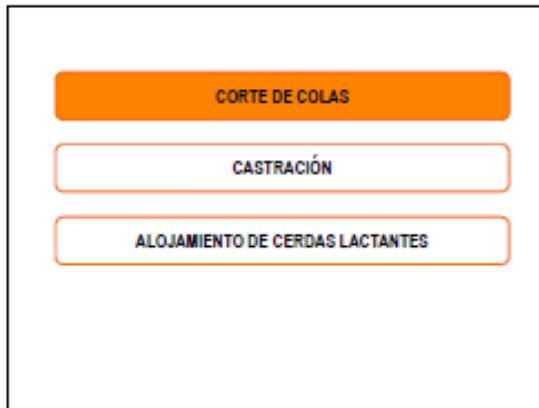 CORTE DE COLAS
CASTRACIÓN
ALOJAMIENTO DE CERDAS LACTANTES